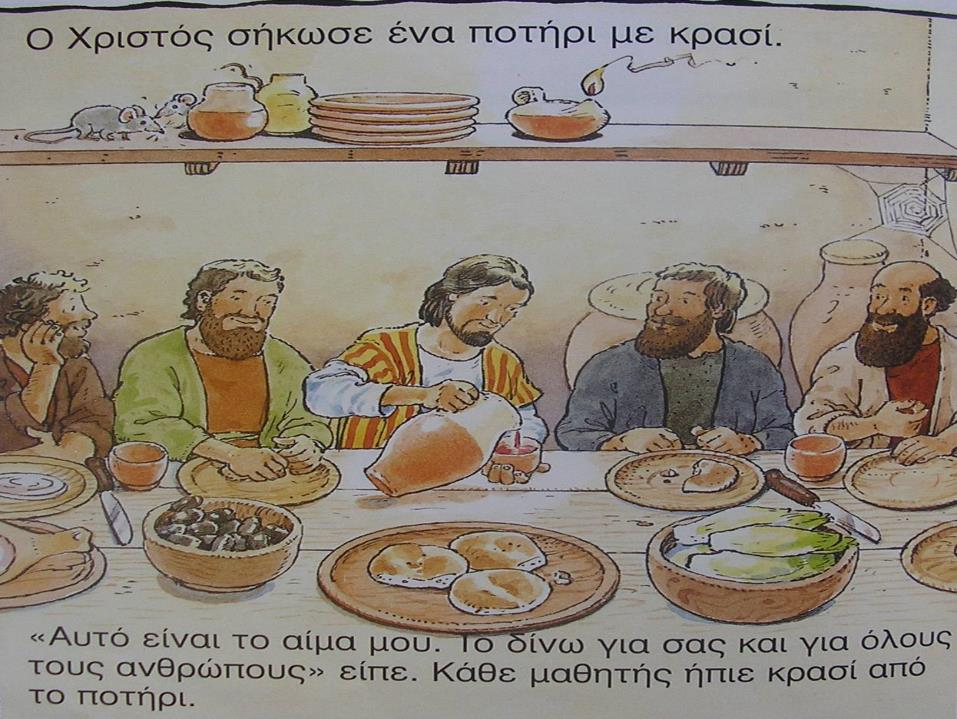 Ο Χριστός σήκωσε ένα ποτήρι με κρασί.
«Αυτό είναι το αίμα μου. Το δίνω για σας και για όλους
τους ανθρώπους» είπε. Κάθε μαθητής ήπιε κρασί από
το ποτήρι.